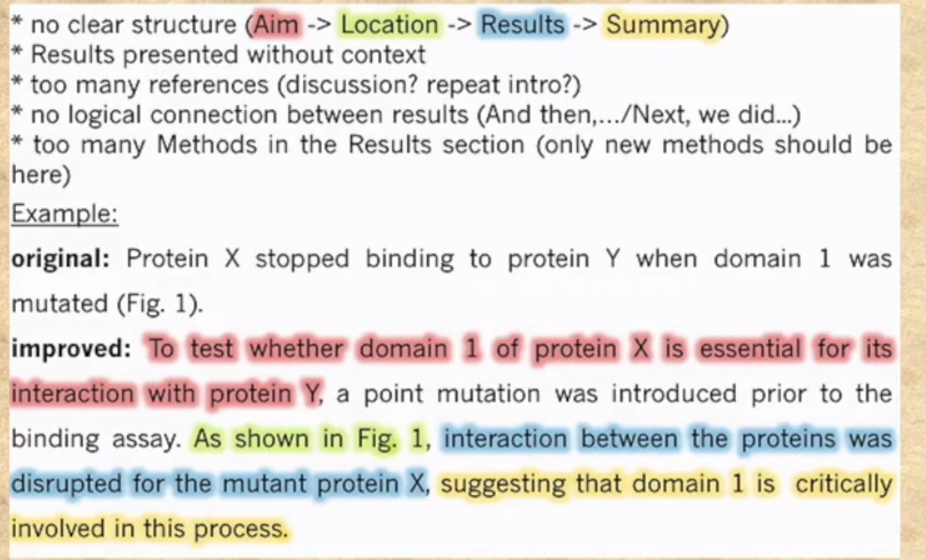 * no clear structure (Aim -> Location -> Results -> Summary)
* Results presented without context
* too many references (discussion? repeat intro?)
* no logical connection between results (And then,.../Next, we did...)
* too many Methods in the Results section (only new methods should be
here)
Example:
original: Protein X stopped binding to protein Y when domain 1 was
mutated (Fig. 1).
improved: To test whether domain 1 of protein X is essential for its
interaction with protein Y, a point mutation was introduced prior to the
binding assay. As shown in Fig. 1, interaction between the proteins was
disrupted for the mutant protein X, suggesting that domain 1 is critically
involved in this process.